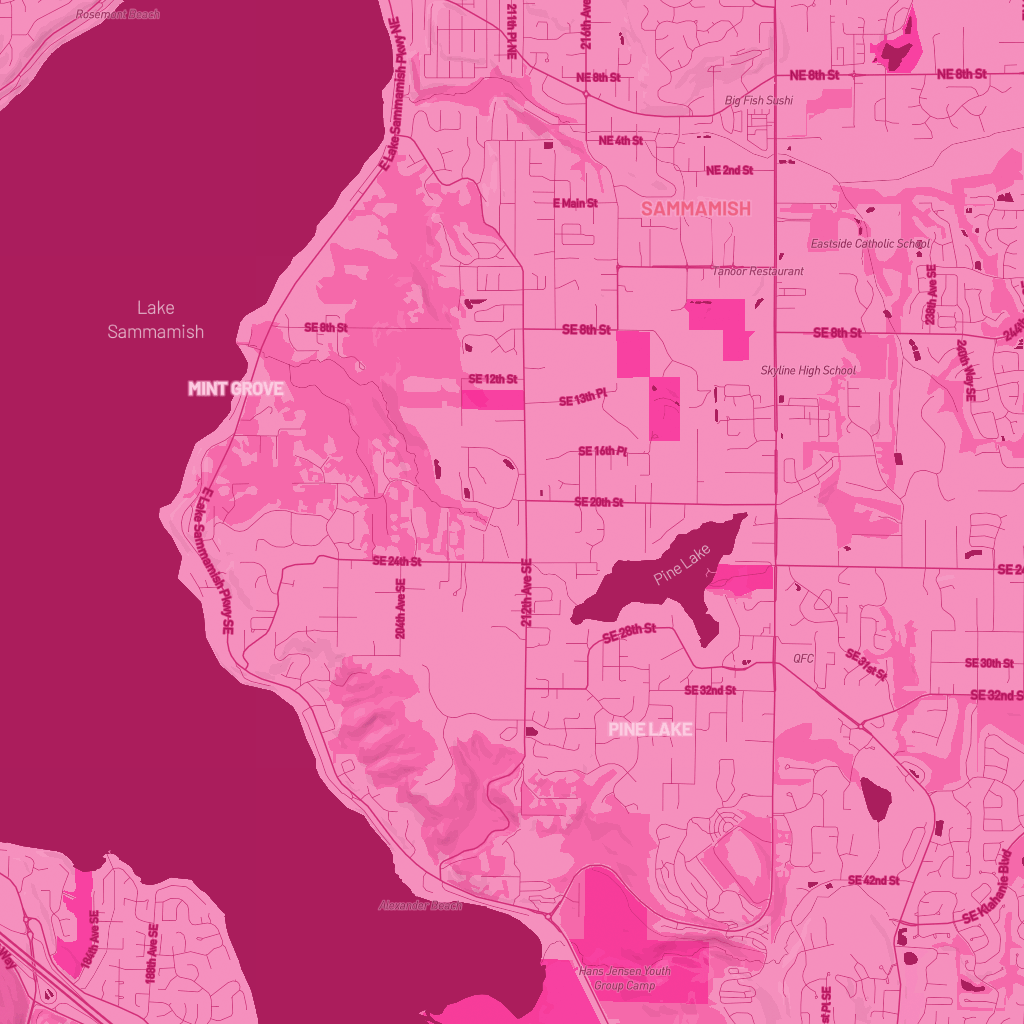 Rosemont Beach
211th Pl NE
216th Ave
E Lake Sammamish Pkwy NE
NE 8th St
NE 8th St
NE 8th St
Big Fish Sushi
NE 4th St
NE 2nd St
E Main St
SAMMAMISH
Eastside Catholic School
Tanoor Restaurant
238th Ave SE
Lake
Sammamish
SE 8th St
SE 8th St
SE 8th St
244th
240th Way SE
Skyline High School
MINT GROVE
SE 12th St
SE 13th Pl
SE 16th Pl
SE 20th St
E Lake Sammamish Pkwy SE
SE 24th St
SE 24
Pine Lake
204th Ave SE
212th Ave SE
SE 28th St
QFC
SE 31st St
SE 30th St
SE 32nd St
SE 32nd S
PINE LAKE
SE 42nd St
SE Klahanie Blvd
Alexander Beach
184th Ave SE
188th Ave SE
Way
Hans Jensen Youth
Group Camp
st Pl SE